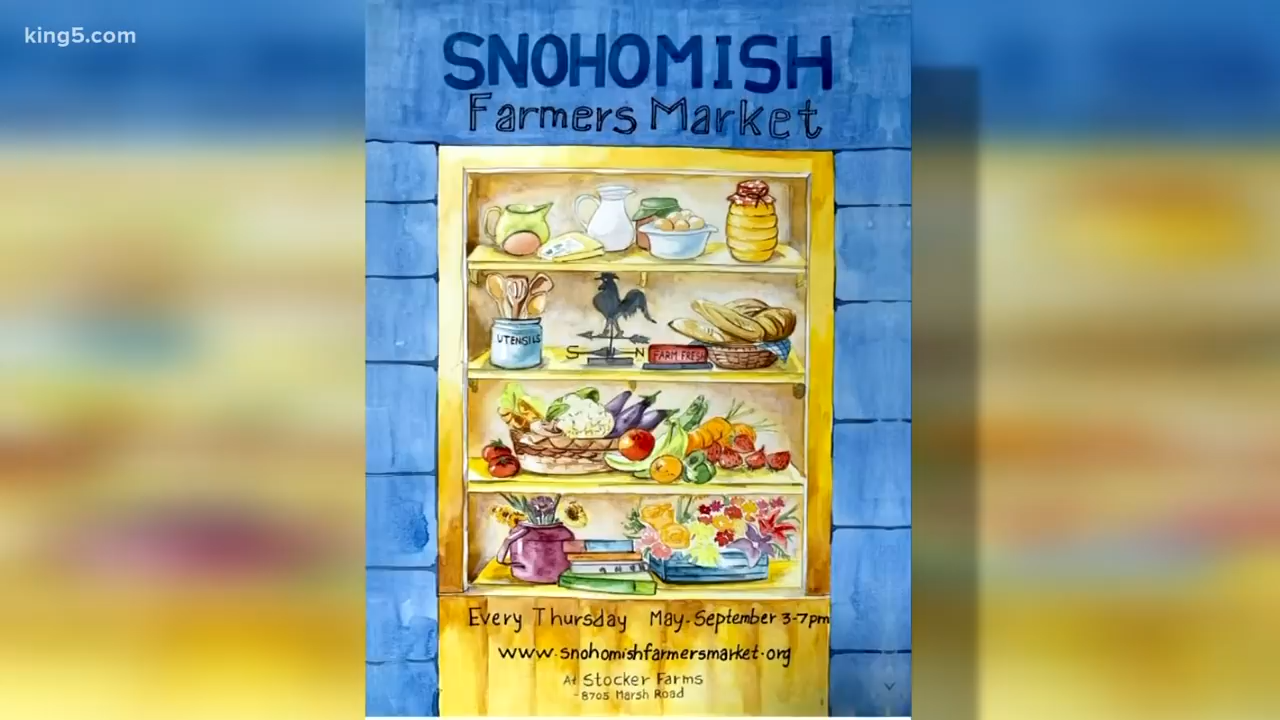 king5.com
SNOHOMISH
Farmers Market
UTENSILS
S N
FARM FRESH
Every Thursday May-September 3-7pm
www.snohomishfarmersmarket.org
At Stocker Farms
-8705 Marsh Road